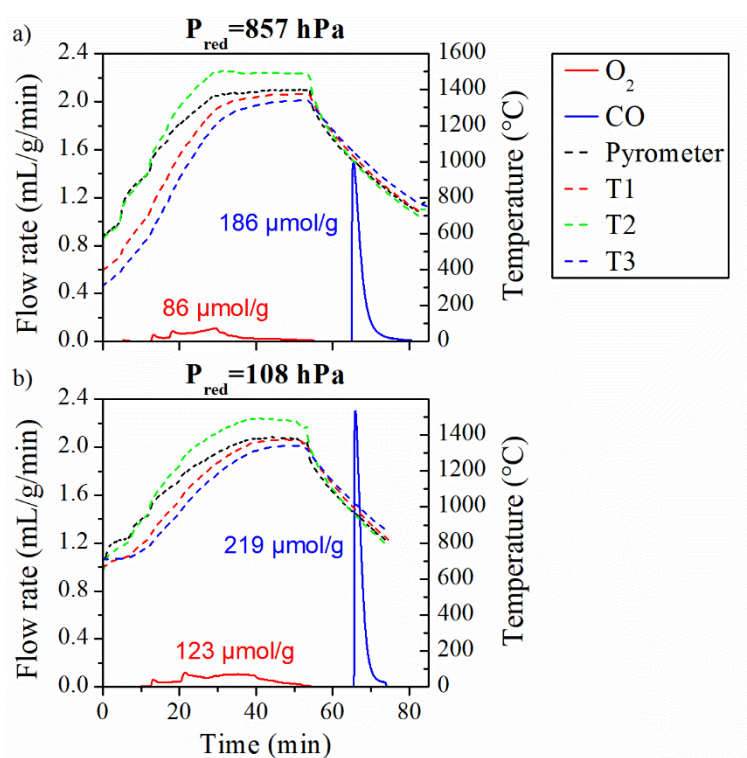 a)
P_red=857 hPa
Flow rate (mL/g/min)
2.4
2.0
1.6
1.2
0.8
0.4
0.0
186 µmol/g
86 µmol/g
1600
1400
1200
1000
800
600
400
200
0
Temperature (°C)
O₂
CO
Pyrometer
T1
T2
T3
b)
P_red=108 hPa
Flow rate (mL/g/min)
2.4
2.0
1.6
1.2
0.8
0.4
0.0
219 µmol/g
123 µmol/g
1400
1200
1000
800
600
400
200
0
Temperature (°C)
0 20 40 60 80
Time (min)